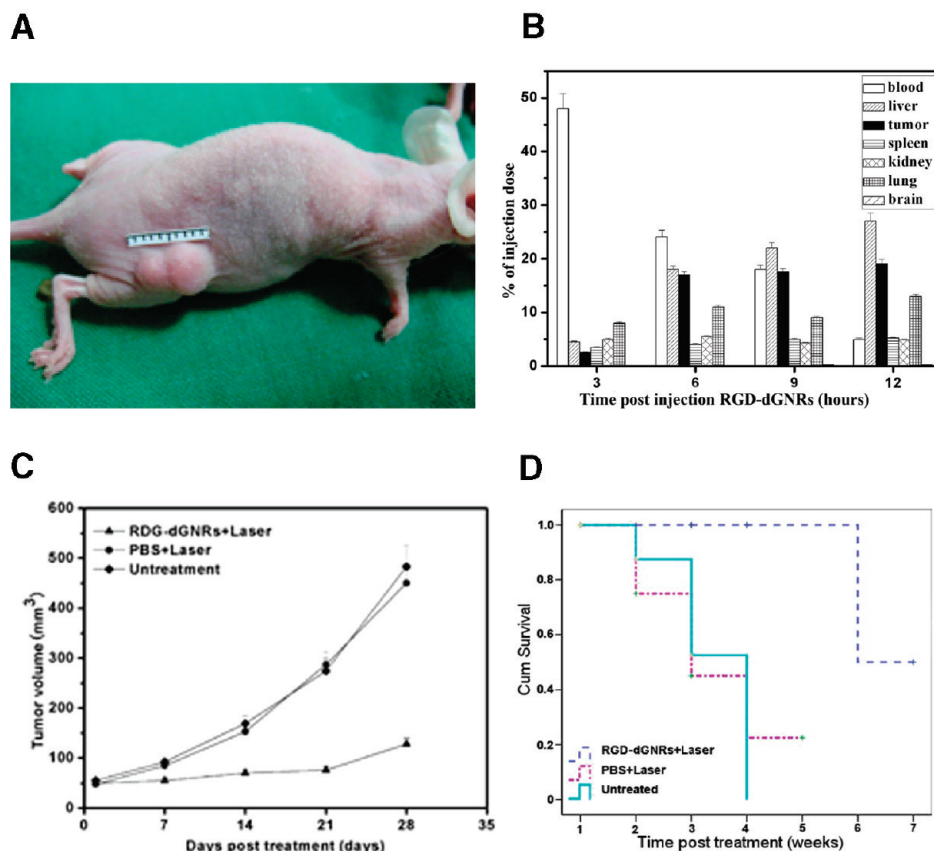 A
B
50
40
30
20
10
0
% of injection dose
blood
liver
tumor
spleen
kidney
lung
brain
3 6 9 12
Time post injection RGD-dGNRs (hours)
C
600
500
400
300
200
100
0
Tumor volume (mm³)
RDG-dGNRs+Laser
PBS+Laser
Untreatment
0 7 14 21 28 35
Days post treatment (days)
D
1.0
0.8
0.6
0.4
0.2
0
Cum Survival
RGD-dGNRs+Laser
PBS+Laser
Untreated
1 2 3 4 5 6 7
Time post treatment (weeks)